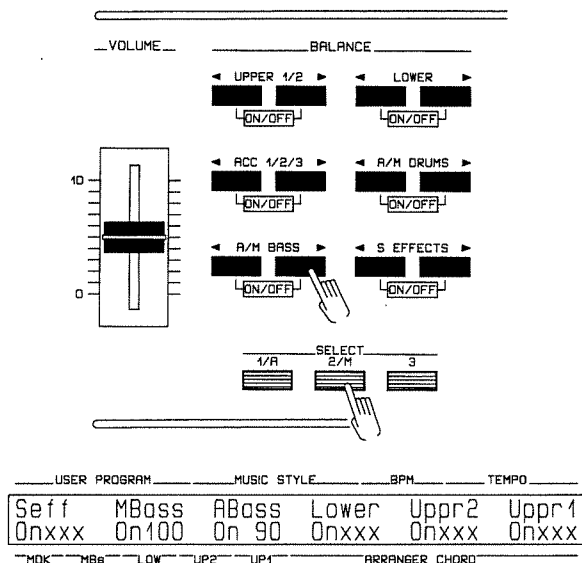 VOLUME BALANCE
◄ UPPER 1/2 ► ◄ LOWER ►
ON/OFF ON/OFF
◄ ACC 1/2/3 ► ◄ A/M DRUMS ►
10
ON/OFF ON/OFF
◄ A/M BASS ► ◄ S EFFECTS ►
0
ON/OFF ON/OFF
SELECT
1/A 2/M 3
USER PROGRAM MUSIC STYLE BPM TEMPO
Seff MBass ABass Lower Uppr2 Uppr1
Onxxx On100 On 90 Onxxx Onxxx Onxxx
MDK MBs LOW UP2 UP1 ARRANGER CHORD